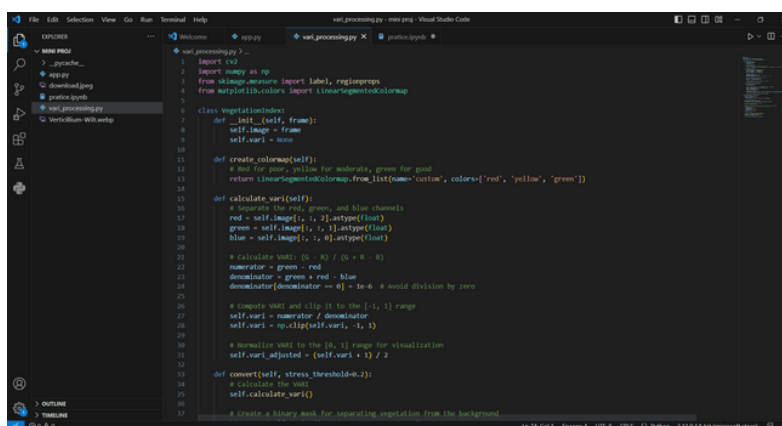 File Edit Selection View Go Run Terminal Help
vari_processing.py - mini proj - Visual Studio Code
EXPLORER
Welcome
app.py
vari_processing.py
pratice.ipynb
MINI PROJ
__pycache__
app.py
download.jpeg
pratice.ipynb
vari_processing.py
Verticillium-Wilt.webp
OUTLINE
TIMELINE
vari_processing.py > ...
1 import cv2
2 import numpy as np
3 from skimage.measure import label, regionprops
4 from matplotlib.colors import LinearSegmentedColormap
5
6 class VegetationIndex:
7 def __init__(self, frame):
8 self.image = frame
9 self.vari = None
10
11 def create_colormap(self):
12 # Red for poor, yellow for moderate, green for good
13 return LinearSegmentedColormap.from_list(name='custom', colors=['red', 'yellow', 'green'])
14
15 def calculate_vari(self):
16 # Separate the red, green, and blue channels
17 red = self.image[:, :, 2].astype(float)
18 green = self.image[:, :, 1].astype(float)
19 blue = self.image[:, :, 0].astype(float)
20
21 # Calculate VARI: (G - R) / (G + R - B)
22 numerator = green - red
23 denominator = green + red - blue
24 denominator[denominator == 0] = 1e-6 # Avoid division by zero
25
26 # Compute VARI and clip it to the [-1, 1] range
27 self.vari = numerator / denominator
28 self.vari = np.clip(self.vari, -1, 1)
29
30 # Normalize VARI to the [0, 1] range for visualization
31 self.vari_adjusted = (self.vari + 1) / 2
32
33 def convert(self, stress_threshold=0.2):
34 # Calculate the VARI
35 self.calculate_vari()
36
37 # Create a binary mask for separating vegetation from the background